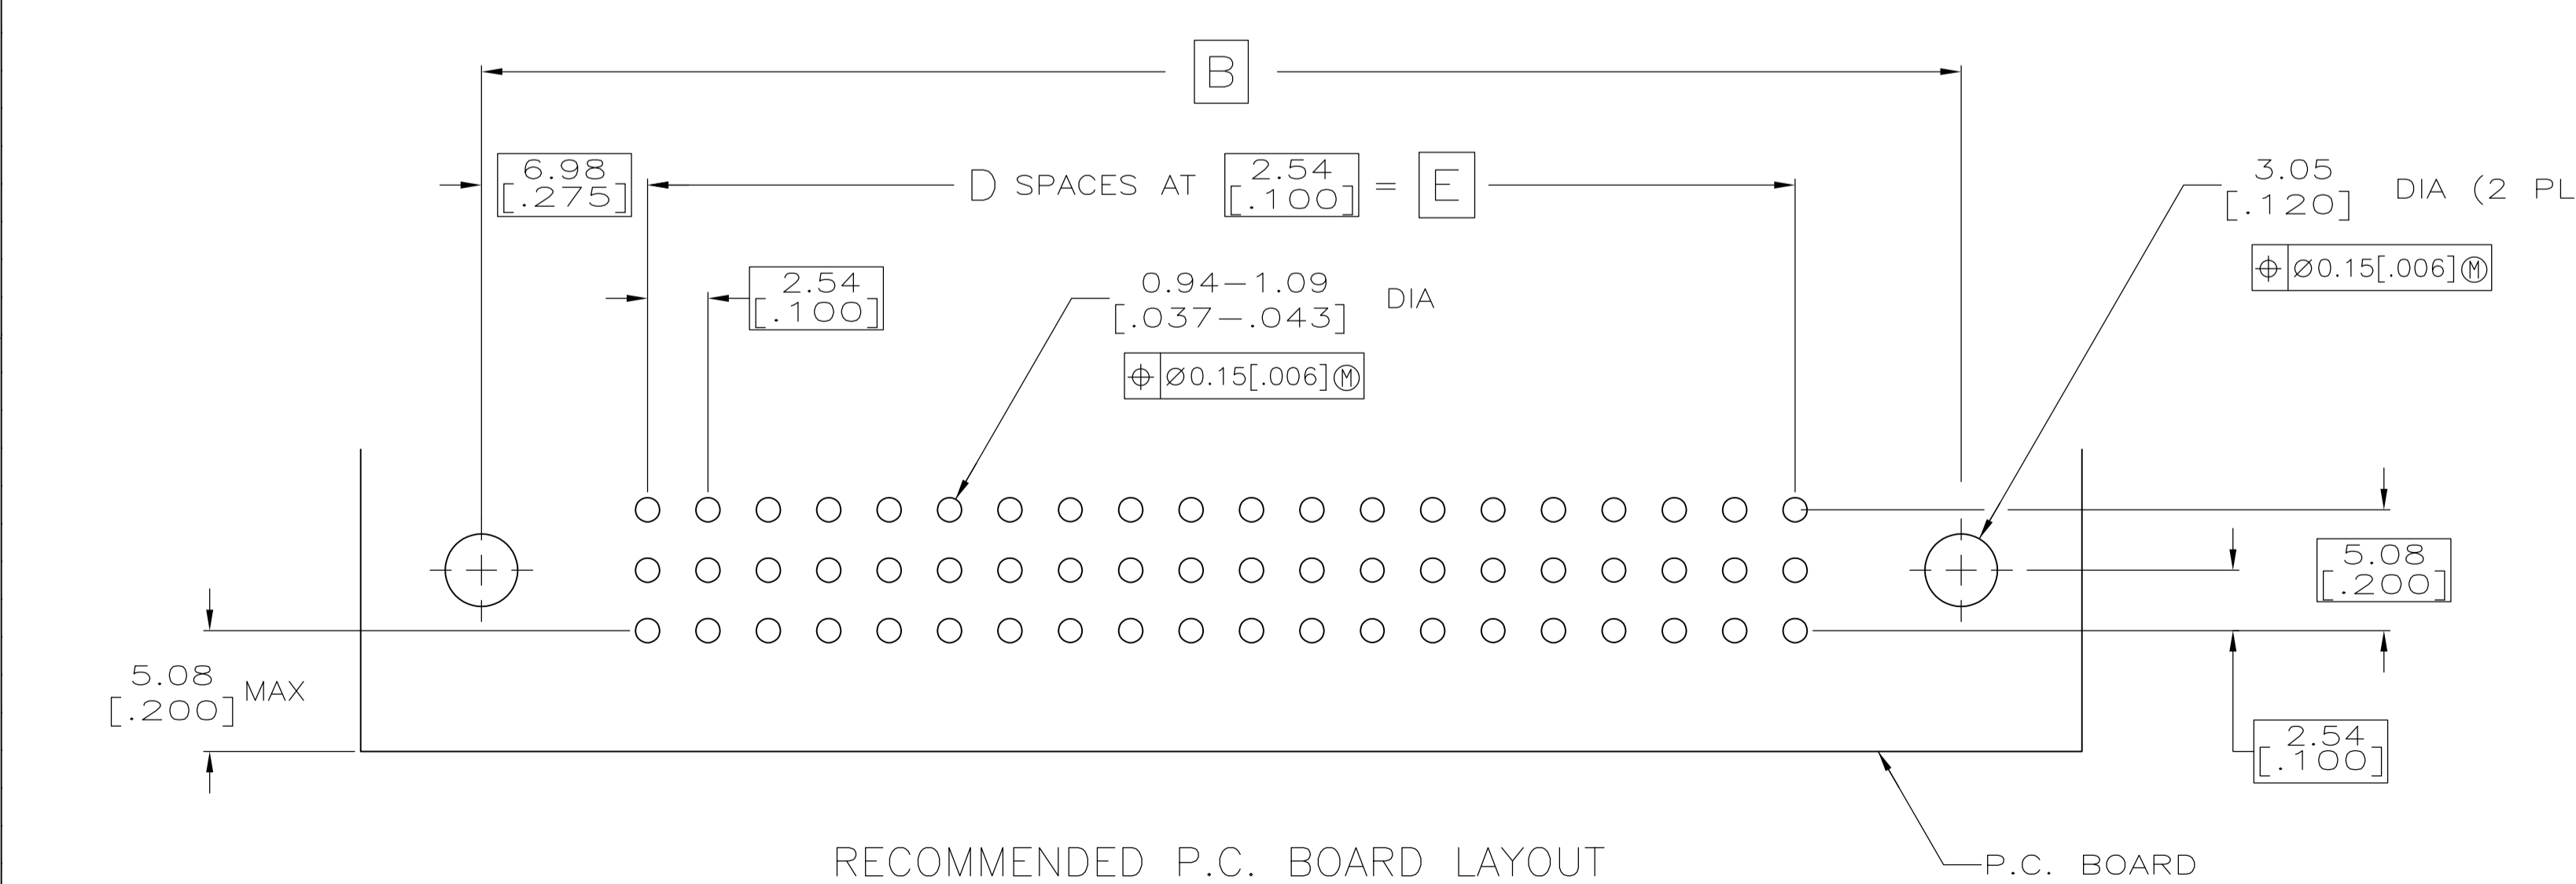 B
6.98
[.275]
D SPACES AT 2.54 [.100] = E
3.05
[.120] DIA (2 PL
⌖ ⌀0.15[.006]Ⓜ
2.54
[.100]
0.94-1.09
[.037-.043] DIA
⌖ ⌀0.15[.006]Ⓜ
5.08
[.200]
5.08
[.200] MAX
2.54
[.100]
RECOMMENDED P.C. BOARD LAYOUT
P.C. BOARD